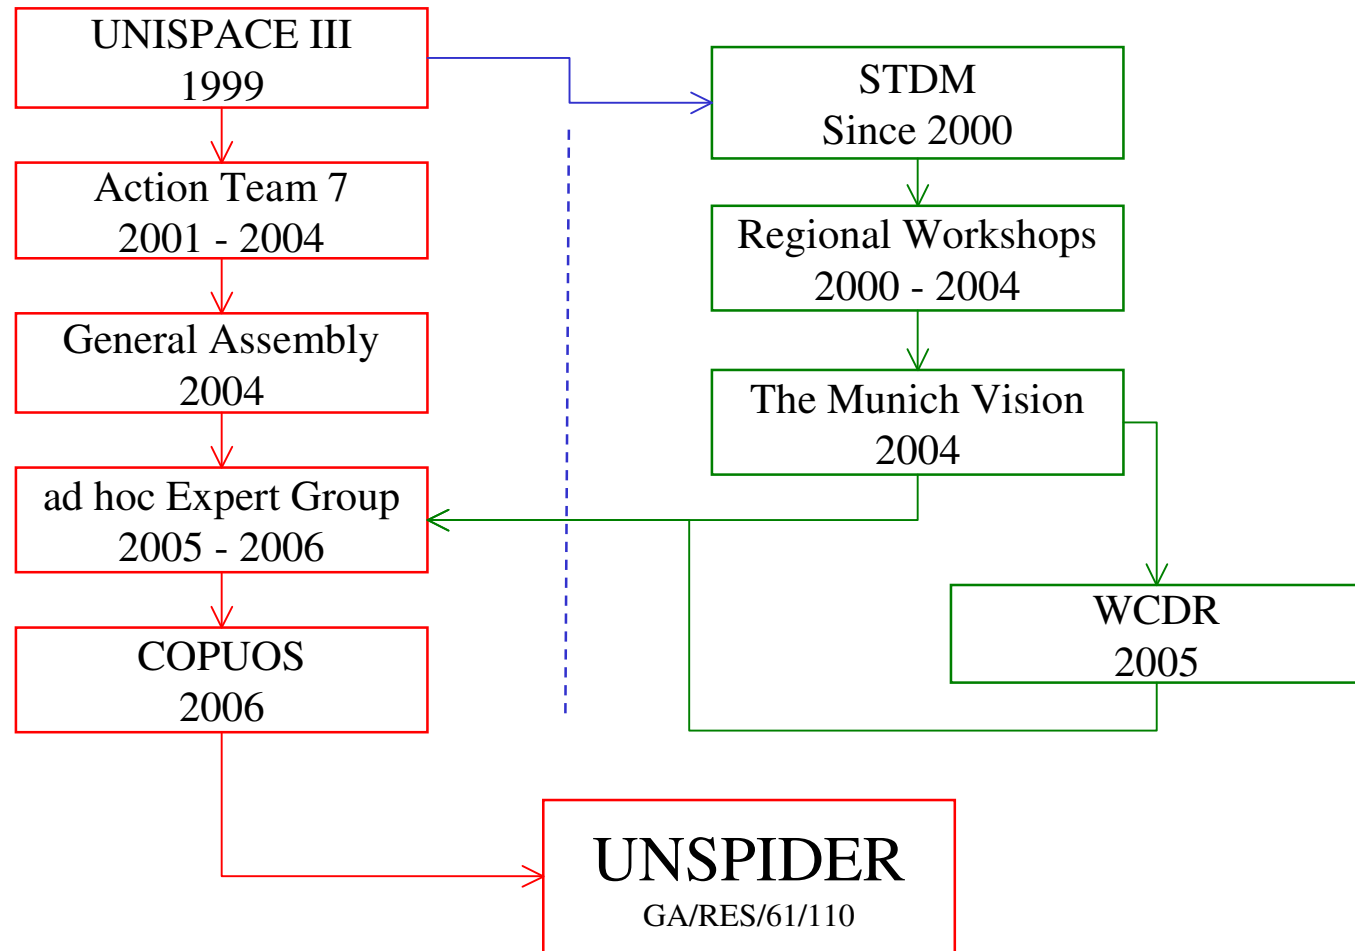 UNISPACE III
1999
Action Team 7
2001 - 2004
General Assembly
2004
ad hoc Expert Group
2005 - 2006
COPUOS
2006
STDM
Since 2000
Regional Workshops
2000 - 2004
The Munich Vision
2004
WCDR
2005
UNSPIDER
GA/RES/61/110